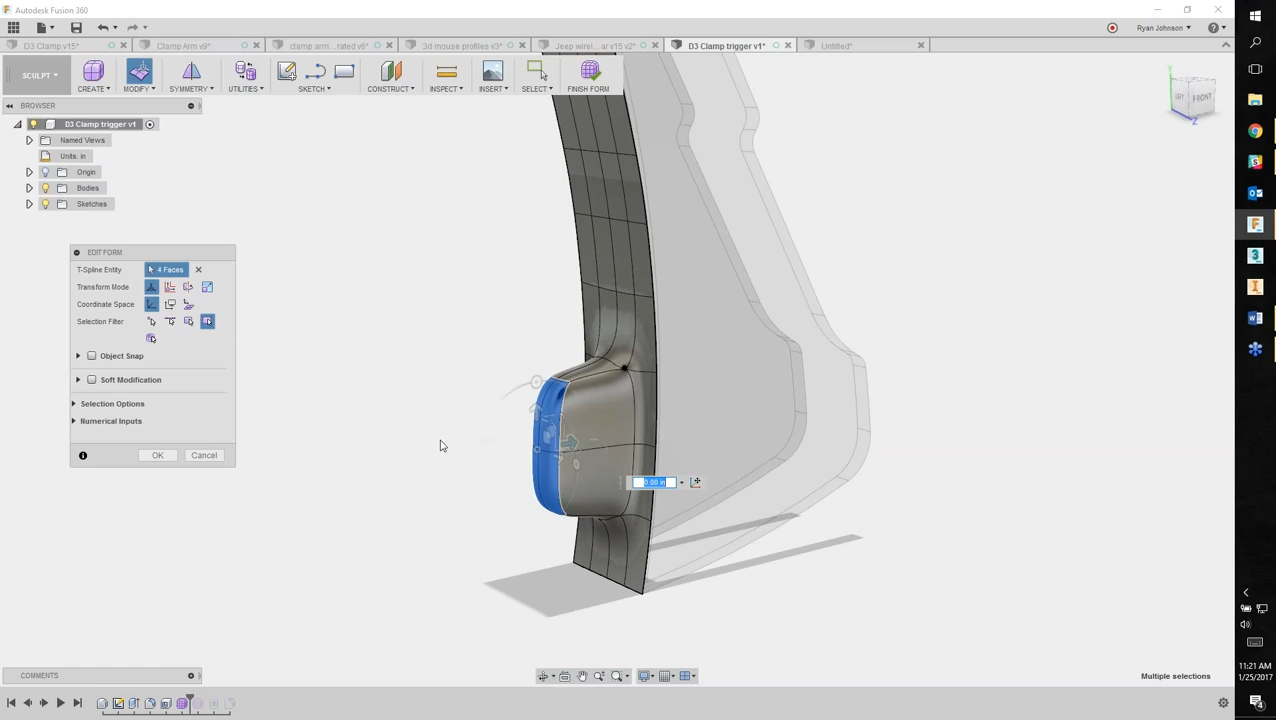 Autodesk Fusion 360
Ryan Johnson
D3 Clamp v15*
Clamp Arm v9*
clamp arm...rated v6*
3d mouse profiles v3*
Jeep wirel...ar v15 v2*
D3 Clamp trigger v1*
Untitled*
SCULPT
CREATE
MODIFY
SYMMETRY
UTILITIES
SKETCH
CONSTRUCT
INSPECT
INSERT
SELECT
FINISH FORM
BROWSER
D3 Clamp trigger v1
Named Views
Units: in
Origin
Bodies
Sketches
FRONT
Z
EDIT FORM
T-Spline Entity 4 Faces
Transform Mode
Coordinate Space
Selection Filter
Object Snap
Soft Modification
Selection Options
Numerical Inputs
OK Cancel
0.00 in
COMMENTS
Multiple selections
11:21 AM
1/25/2017